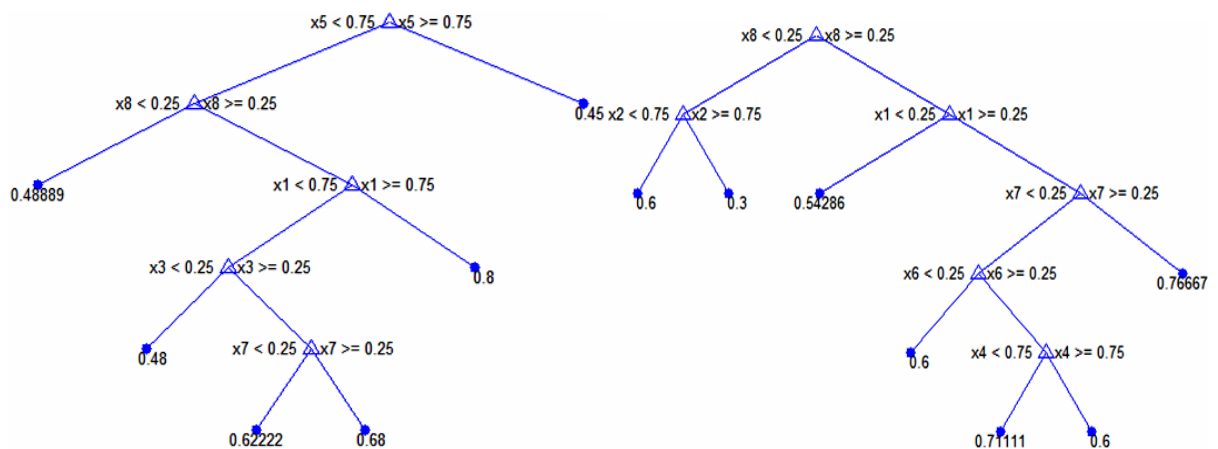 x5 < 0.75 x5 >= 0.75
x8 < 0.25 x8 >= 0.25
0.45
0.48889
x1 < 0.75 x1 >= 0.75
x3 < 0.25 x3 >= 0.25
0.8
0.48
x7 < 0.25 x7 >= 0.25
0.62222
0.68
x8 < 0.25 x8 >= 0.25
x2 < 0.75 x2 >= 0.75
x1 < 0.25 x1 >= 0.25
0.6
0.3
0.54286
x7 < 0.25 x7 >= 0.25
x6 < 0.25 x6 >= 0.25
0.76667
0.6
x4 < 0.75 x4 >= 0.75
0.71111
0.6